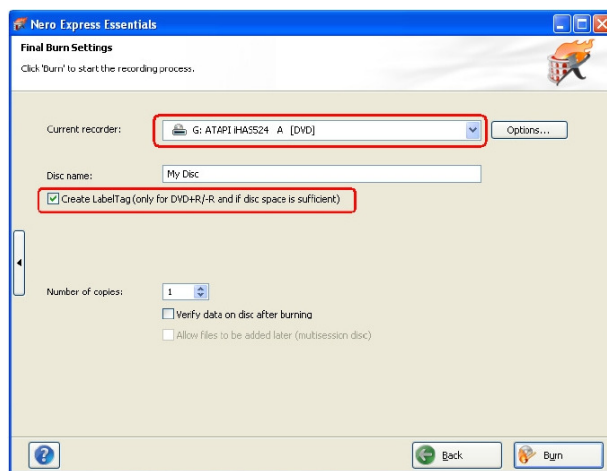 Nero Express Essentials
Final Burn Settings
Click 'Burn' to start the recording process.
Current recorder: G: ATAPI iHAS524 A [DVD] Options...
Disc name: My Disc
Create LabelTag (only for DVD+R/-R and if disc space is sufficient)
Number of copies: 1
Verify data on disc after burning
Allow files to be added later (multisession disc)
? Back Burn